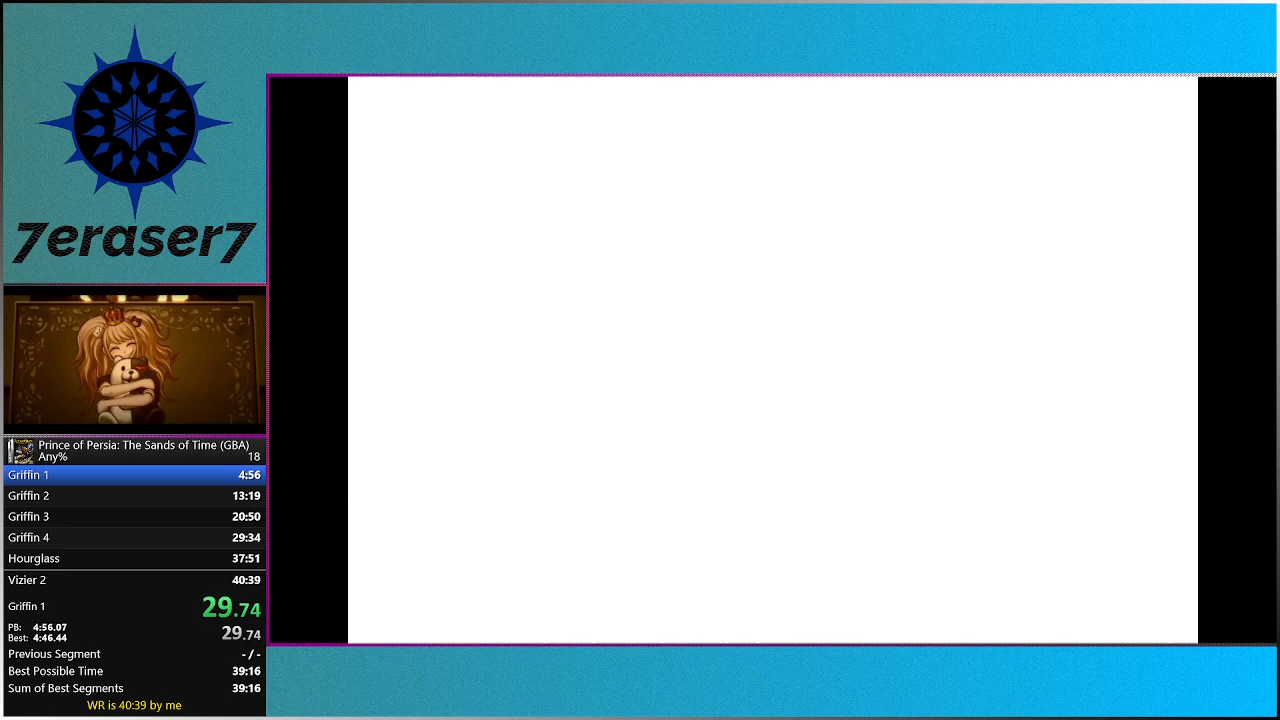 7eraser7
Prince of Persia: The Sands of Time (GBA)
Any% 18
Griffin 1 4:56
Griffin 2 13:19
Griffin 3 20:50
Griffin 4 29:34
Hourglass 37:51
Vizier 2 40:39
Griffin 1 29.74
PB: 4:56.07
Best: 4:46.44 29.74
Previous Segment - / -
Best Possible Time 39:16
Sum of Best Segments 39:16
WR is 40:39 by me